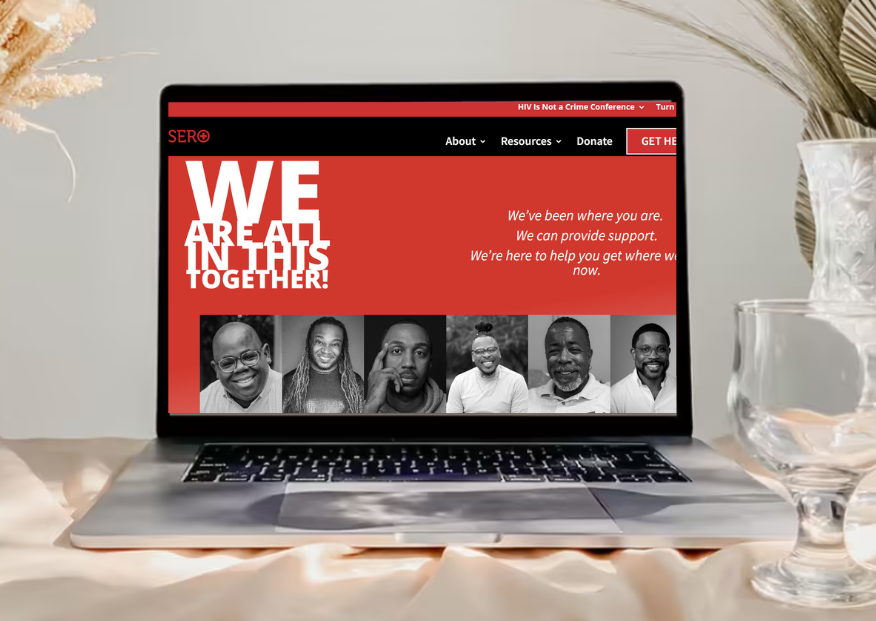 HIV Is Not a Crime Conference Turn
SERO
About Resources Donate GET HE
WE
ARE ALL
IN THIS
TOGETHER!
We've been where you are.
We can provide support.
We're here to help you get where we
now.